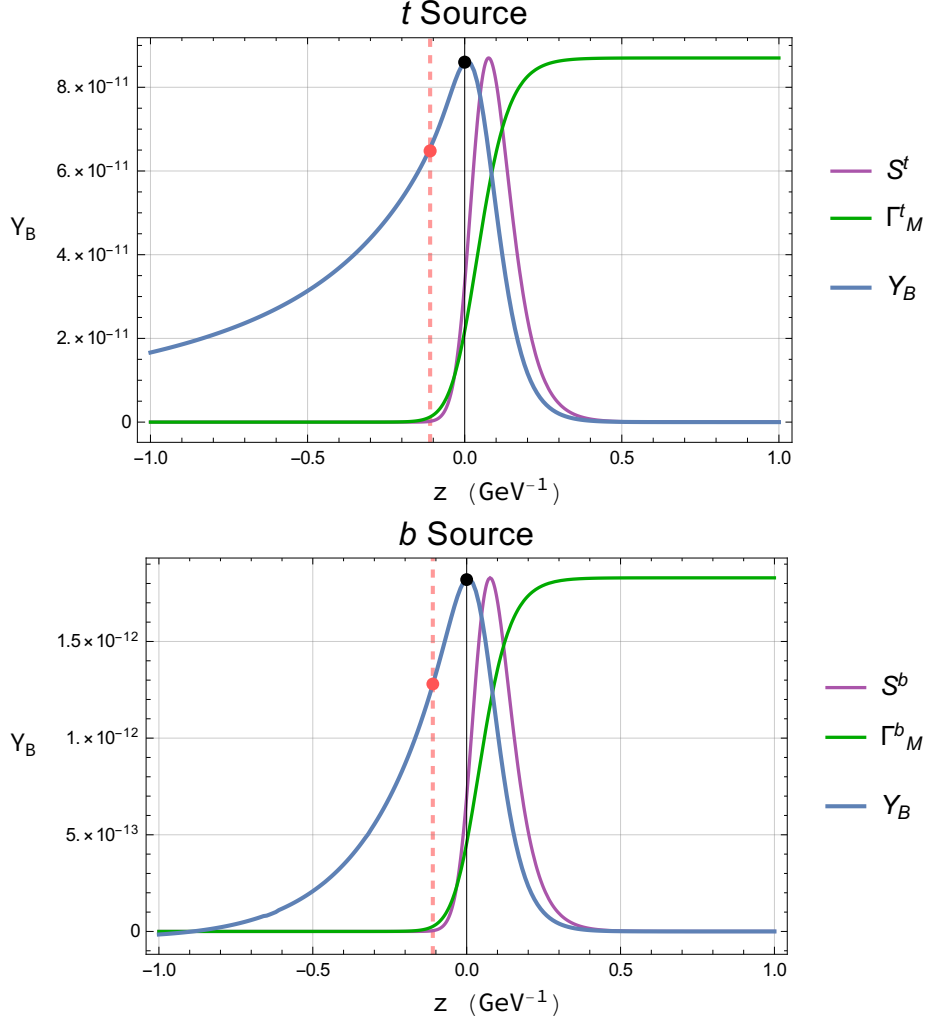 t Source
8.×10⁻¹¹
6.×10⁻¹¹
4.×10⁻¹¹
2.×10⁻¹¹
0
Y_B
-1.0 -0.5 0.0 0.5 1.0
z (GeV⁻¹)
S^t
Γ^t_M
Y_B
b Source
1.5×10⁻¹²
1.×10⁻¹²
5.×10⁻¹³
0
Y_B
-1.0 -0.5 0.0 0.5 1.0
z (GeV⁻¹)
S^b
Γ^b_M
Y_B